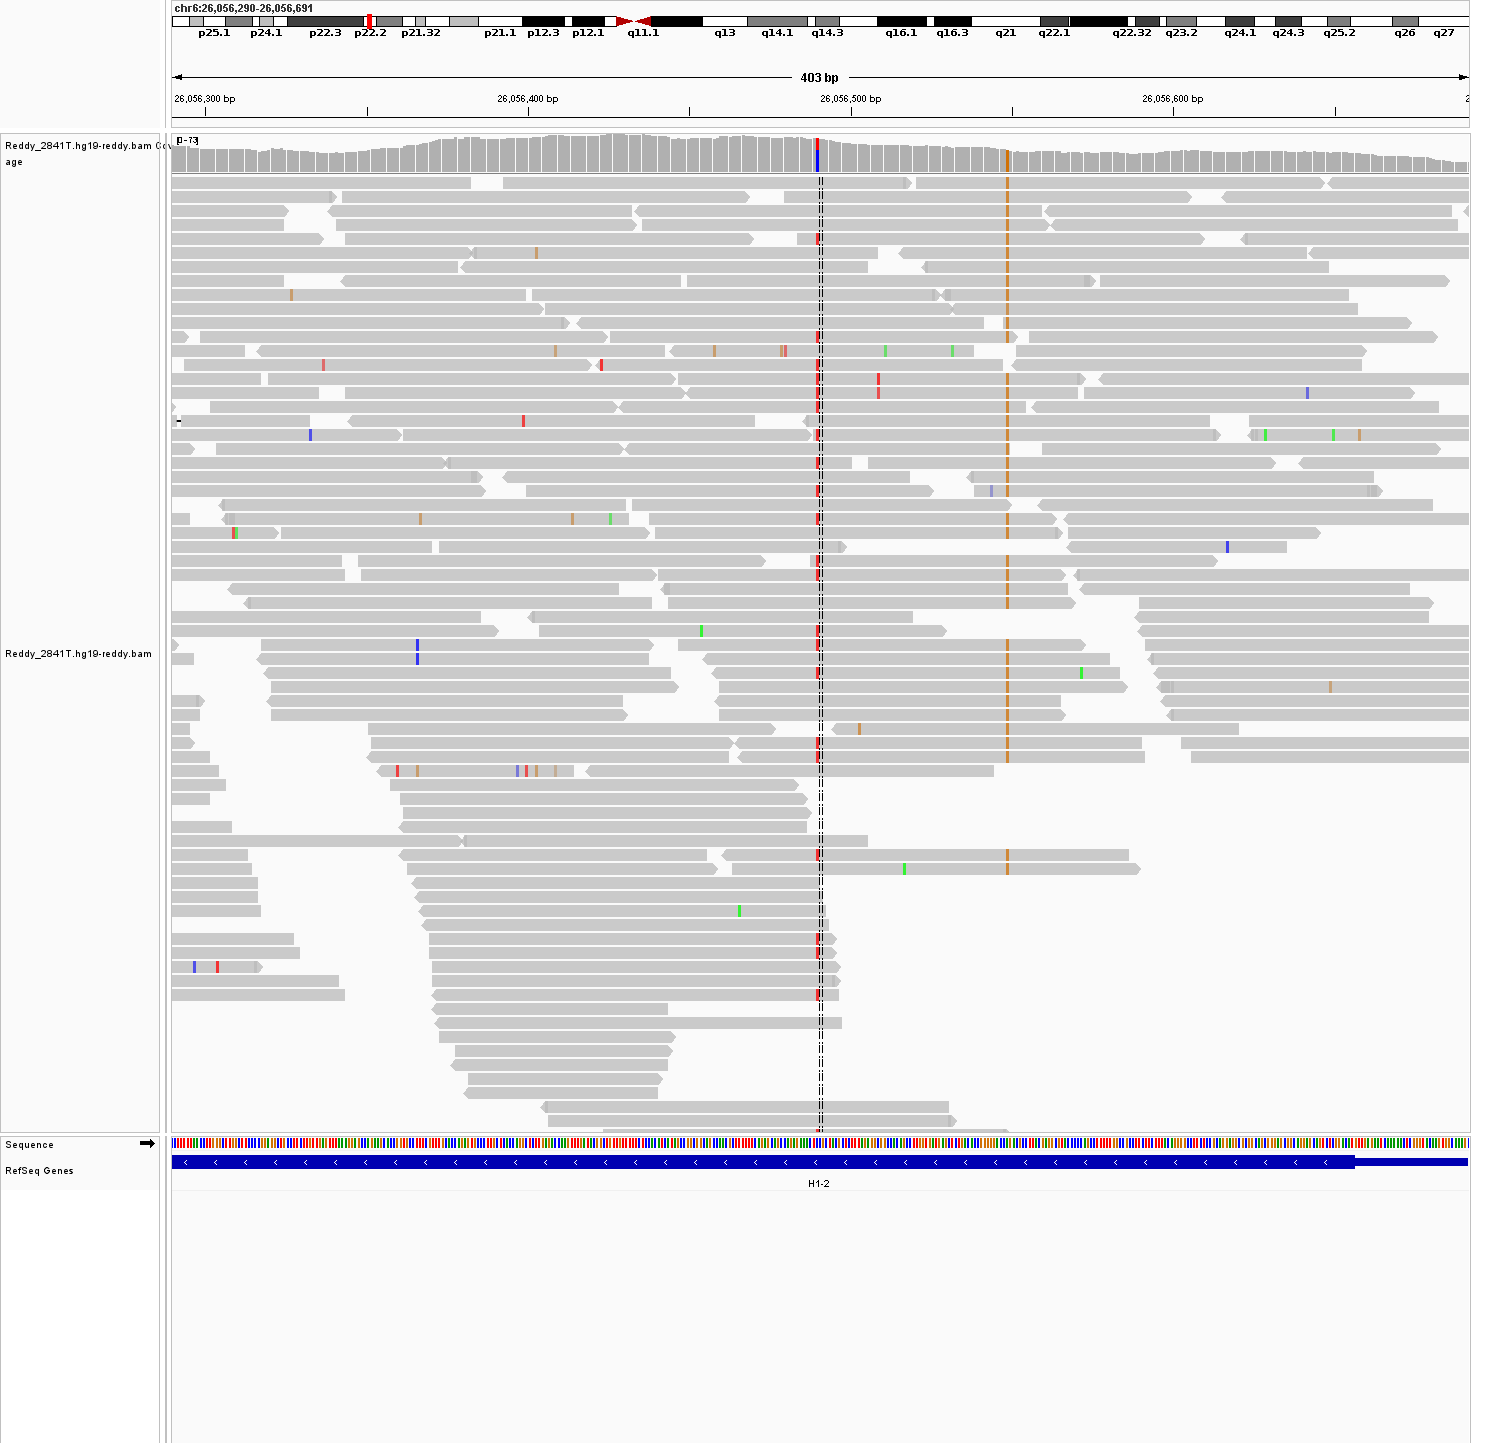 chr6:26,056,290-26,056,691
p25.1 p24.1 p22.3 p22.2 p21.32 p21.1 p12.3 p12.1 q11.1 q13 q14.1 q14.3 q16.1 q16.3 q21 q22.1 q22.32 q23.2 q24.1 q24.3 q25.2 q26 q27
403 bp
26,056,300 bp 26,056,400 bp 26,056,500 bp 26,056,600 bp 2
[0-73]
Reddy_2841T.hg19-reddy.bam Cov
age
Reddy_2841T.hg19-reddy.bam
Sequence
RefSeq Genes
H1-2